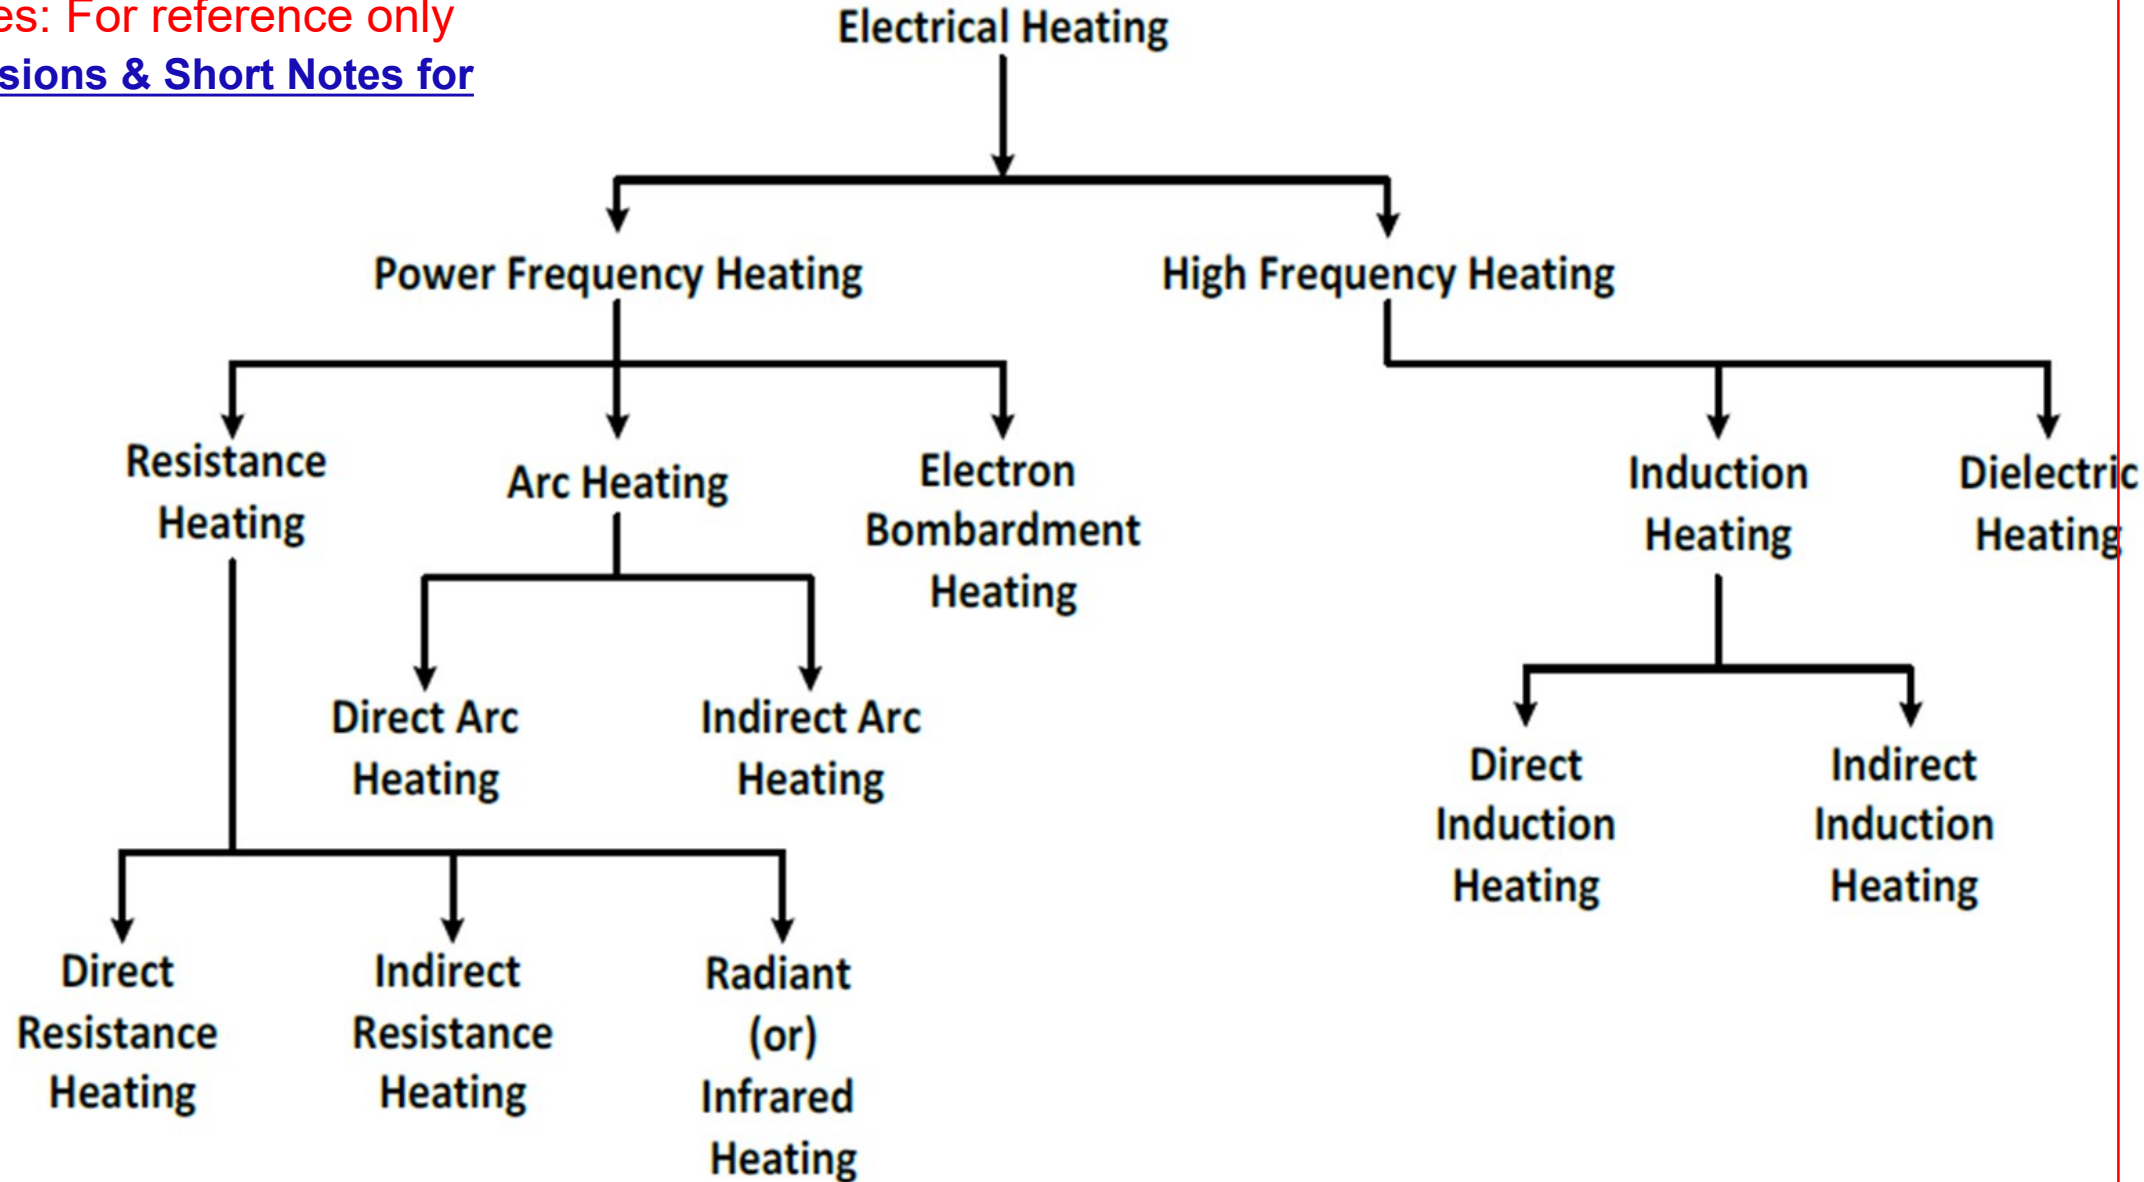 es: For reference only
sions & Short Notes for
Electrical Heating
Power Frequency Heating
High Frequency Heating
Resistance
Heating
Arc Heating
Electron
Bombardment
Heating
Induction
Heating
Dielectric
Heating
Direct Arc
Heating
Indirect Arc
Heating
Direct
Induction
Heating
Indirect
Induction
Heating
Direct
Resistance
Heating
Indirect
Resistance
Heating
Radiant
(or)
Infrared
Heating